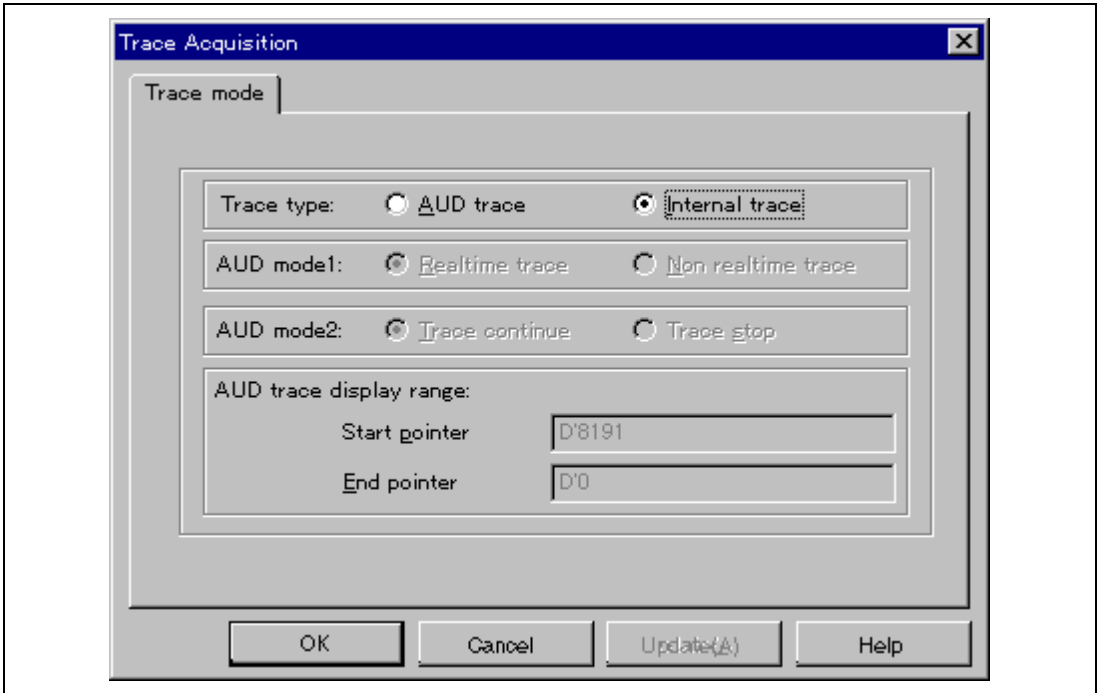 Trace Acquisition
Trace mode
Trace type: AUD trace Internal trace
AUD mode1: Realtime trace Non realtime trace
AUD mode2: Trace continue Trace stop
AUD trace display range:
Start pointer D'8191
End pointer D'0
OK Cancel Update(A) Help